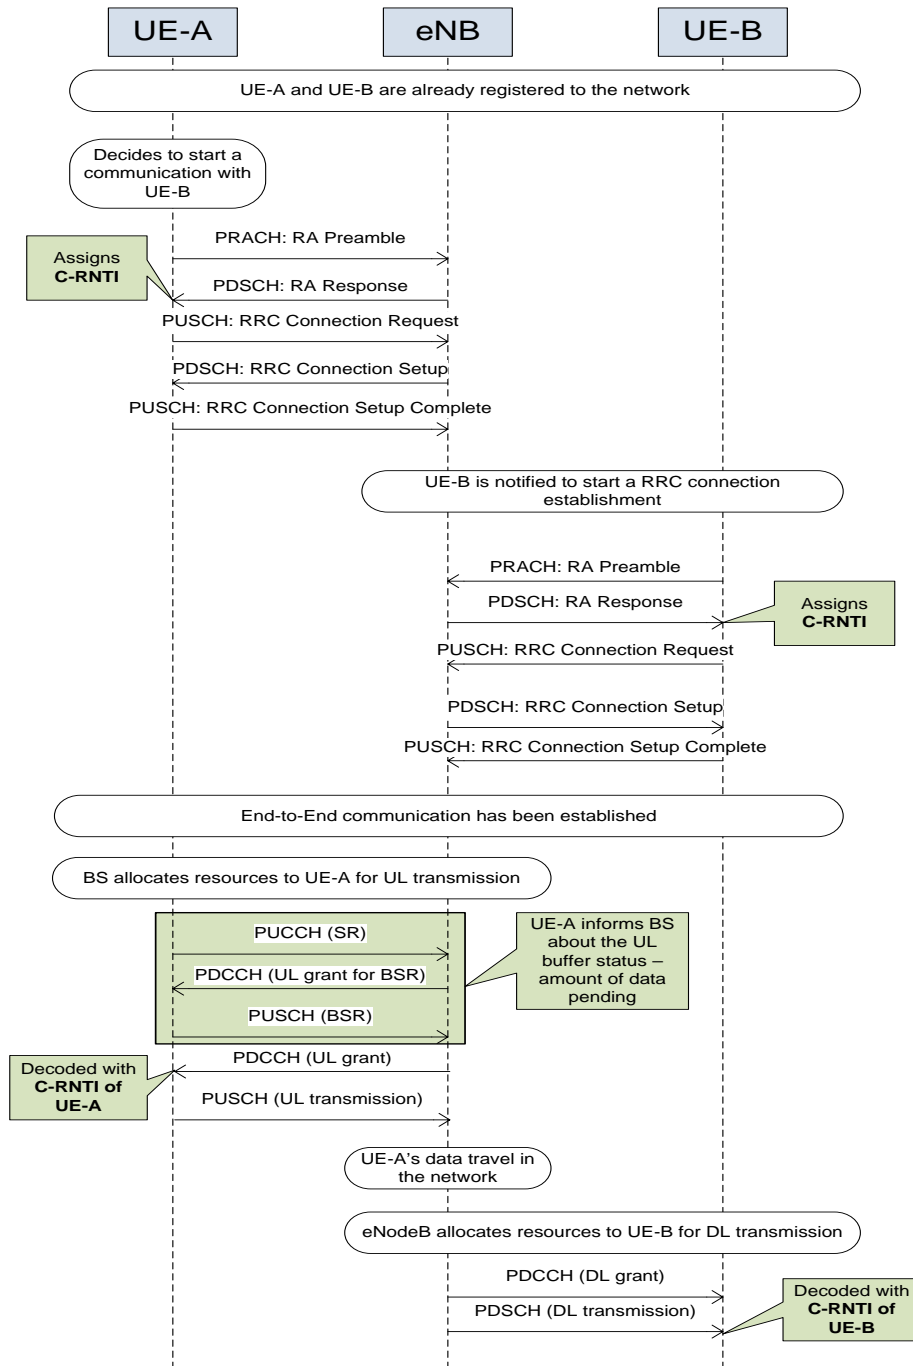 UE-A
eNB
UE-B
UE-A and UE-B are already registered to the network
Decides to start a
communication with
UE-B
PRACH: RA Preamble
Assigns
C-RNTI
PDSCH: RA Response
PUSCH: RRC Connection Request
PDSCH: RRC Connection Setup
PUSCH: RRC Connection Setup Complete
UE-B is notified to start a RRC connection
establishment
PRACH: RA Preamble
PDSCH: RA Response
Assigns
C-RNTI
PUSCH: RRC Connection Request
PDSCH: RRC Connection Setup
PUSCH: RRC Connection Setup Complete
End-to-End communication has been established
BS allocates resources to UE-A for UL transmission
PUCCH (SR)
PDCCH (UL grant for BSR)
PUSCH (BSR)
UE-A informs BS
about the UL
buffer status –
amount of data
pending
PDCCH (UL grant)
Decoded with
C-RNTI of
UE-A
PUSCH (UL transmission)
UE-A's data travel in
the network
eNodeB allocates resources to UE-B for DL transmission
PDCCH (DL grant)
PDSCH (DL transmission)
Decoded with
C-RNTI of
UE-B